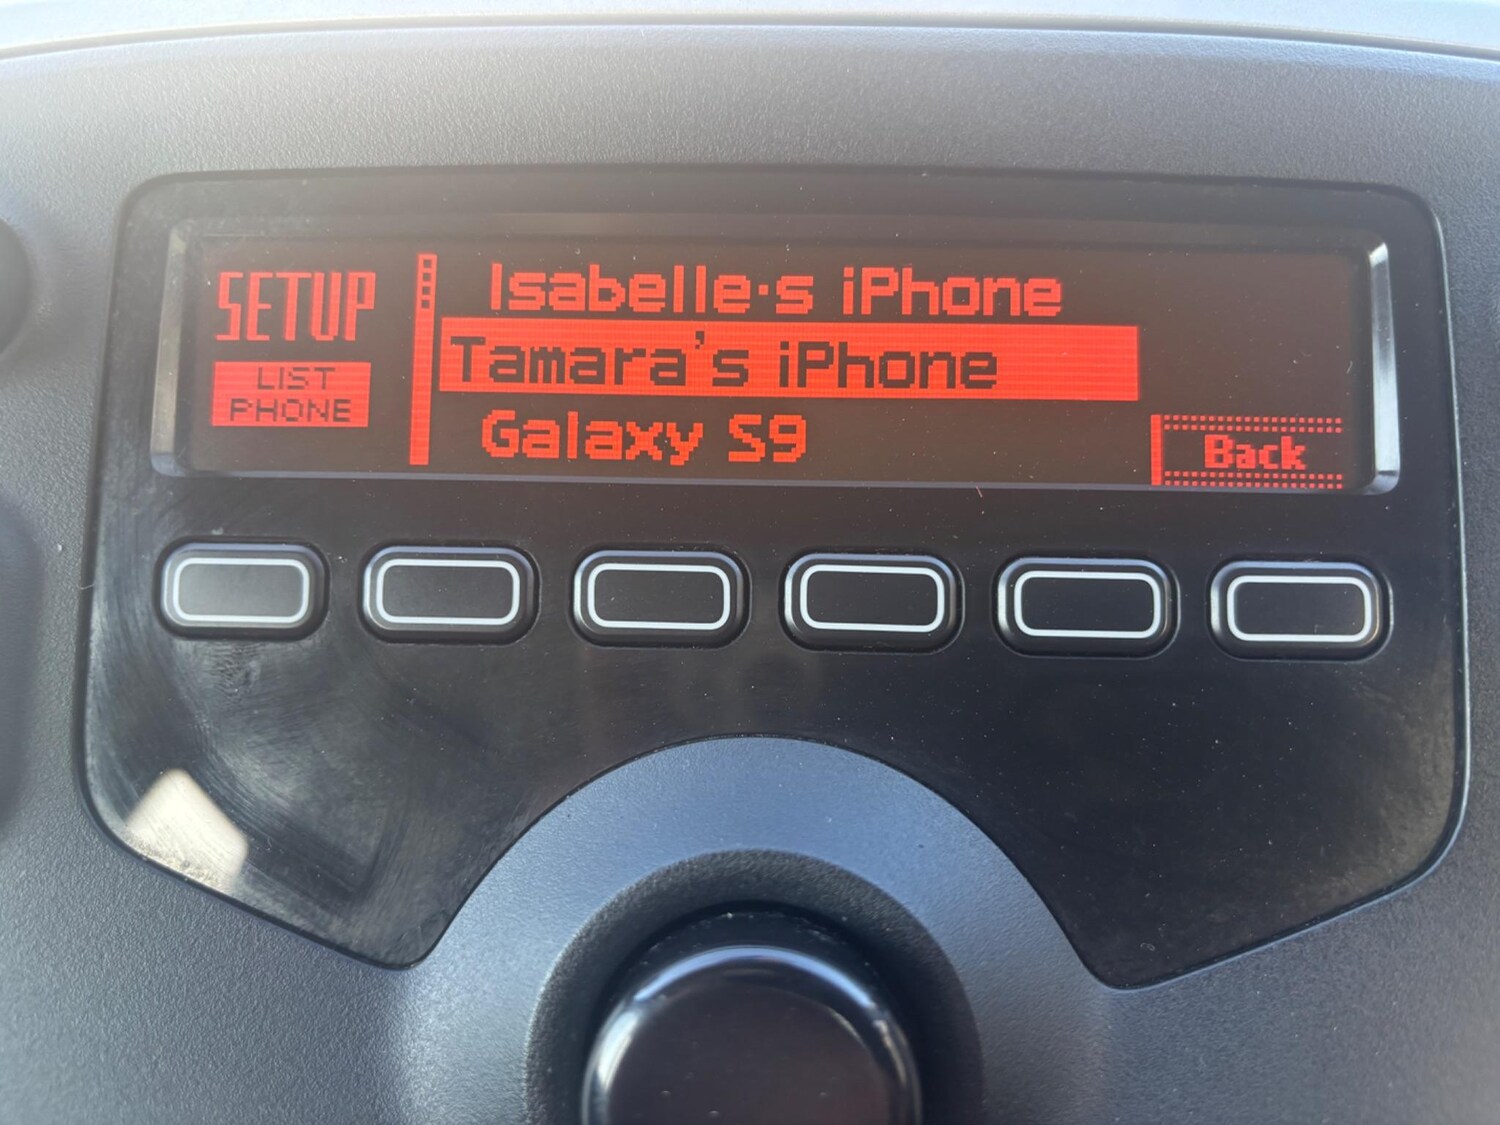 SETUP
LIST
PHONE
Isabelle·s iPhone
Tamara's iPhone
Galaxy S9
Back